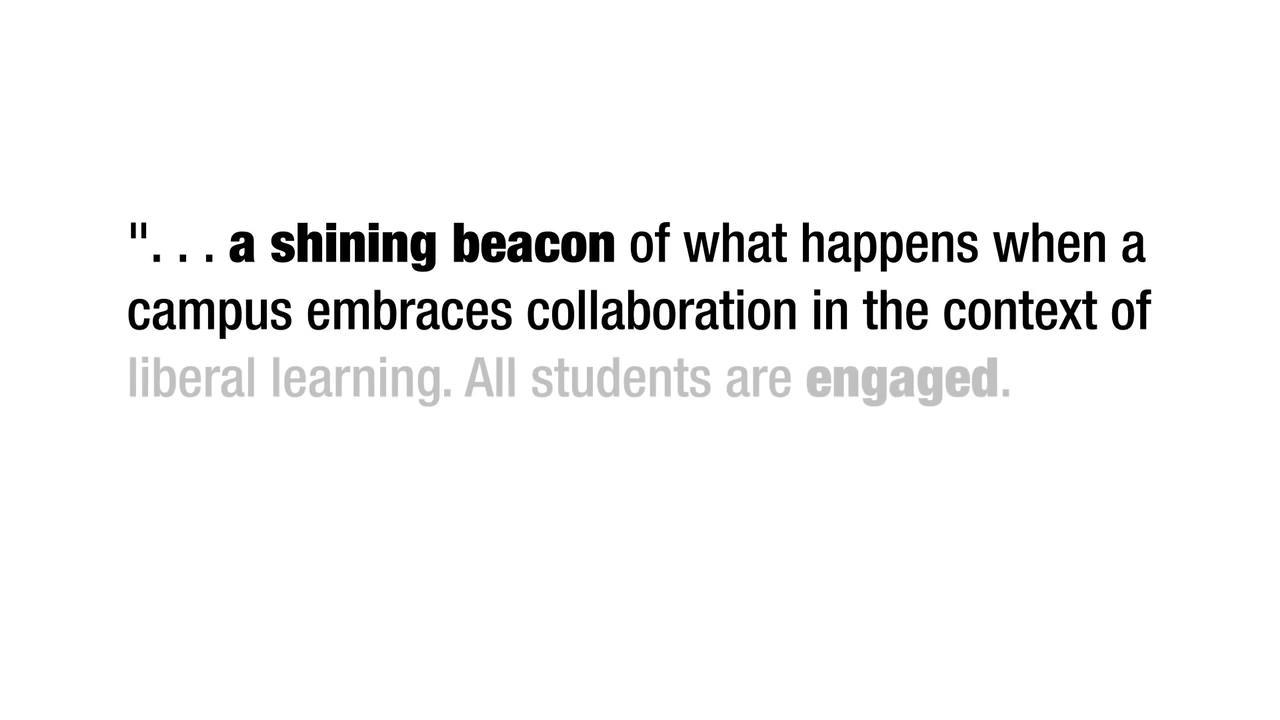 ". . . a shining beacon of what happens when a
campus embraces collaboration in the context of
liberal learning. All students are engaged.